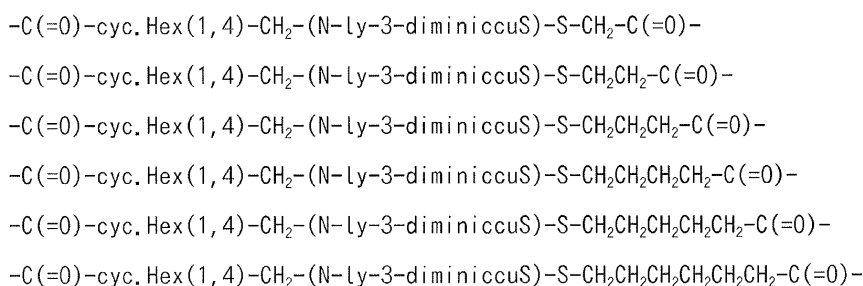 -C(=O)-cyc.Hex(1,4)-CH₂-(N-ly-3-diminiccuS)-S-CH₂-C(=O)-
-C(=O)-cyc.Hex(1,4)-CH₂-(N-ly-3-diminiccuS)-S-CH₂CH₂-C(=O)-
-C(=O)-cyc.Hex(1,4)-CH₂-(N-ly-3-diminiccuS)-S-CH₂CH₂CH₂-C(=O)-
-C(=O)-cyc.Hex(1,4)-CH₂-(N-ly-3-diminiccuS)-S-CH₂CH₂CH₂CH₂-C(=O)-
-C(=O)-cyc.Hex(1,4)-CH₂-(N-ly-3-diminiccuS)-S-CH₂CH₂CH₂CH₂CH₂-C(=O)-
-C(=O)-cyc.Hex(1,4)-CH₂-(N-ly-3-diminiccuS)-S-CH₂CH₂CH₂CH₂CH₂CH₂-C(=O)-